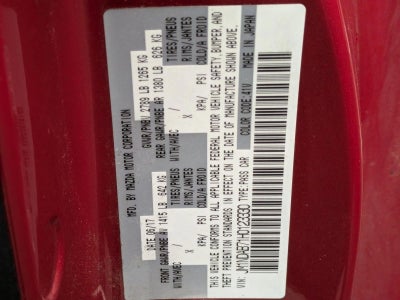 MFD. BY MAZDA MOTOR CORPORATION
DATE 06/17 GVWR/PNBV 2789 LB 1265 KG
FRONT GAWR/PNBE AV 1415 LB 642 KG REAR GAWR/PNBE AR 1380 LB 626 KG
TIRES/PNEUS TIRES/PNEUS
WITH/AVEC / WITH/AVEC /
RIMS/JANTES RIMS/JANTES
X X
COLD/A FROID COLD/A FROID
KPA/ PSI KPA/ PSI
THIS VEHICLE CONFORMS TO ALL APPLICABLE FEDERAL MOTOR VEHICLE SAFETY, BUMPER, AND
THEFT PREVENTION STANDARDS IN EFFECT ON THE DATE OF MANUFACTURE SHOWN ABOVE.
MADE IN JAPAN
TYPE: PASS CAR COLOR CODE: 41V
VIN: